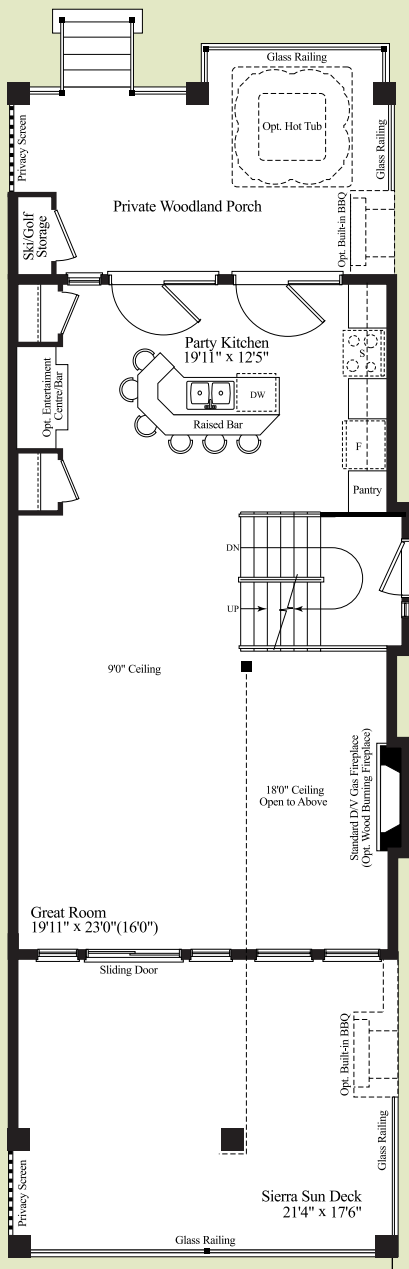 Glass Railing
Opt. Hot Tub
Privacy Screen
Glass Railing
Private Woodland Porch
Opt. Built-in BBQ
Ski/Golf
Storage
Party Kitchen
19'11" x 12'5"
S
Opt. Entertaiment
Centre/Bar
DW
Raised Bar
F
Pantry
DN
UP
9'0" Ceiling
18'0" Ceiling
Open to Above
Standard D/V Gas Fireplace
(Opt. Wood Burning Fireplace)
Great Room
19'11" x 23'0"(16'0")
Sliding Door
Opt. Built-in BBQ
Glass Railing
Privacy Screen
Sierra Sun Deck
21'4" x 17'6"
Glass Railing